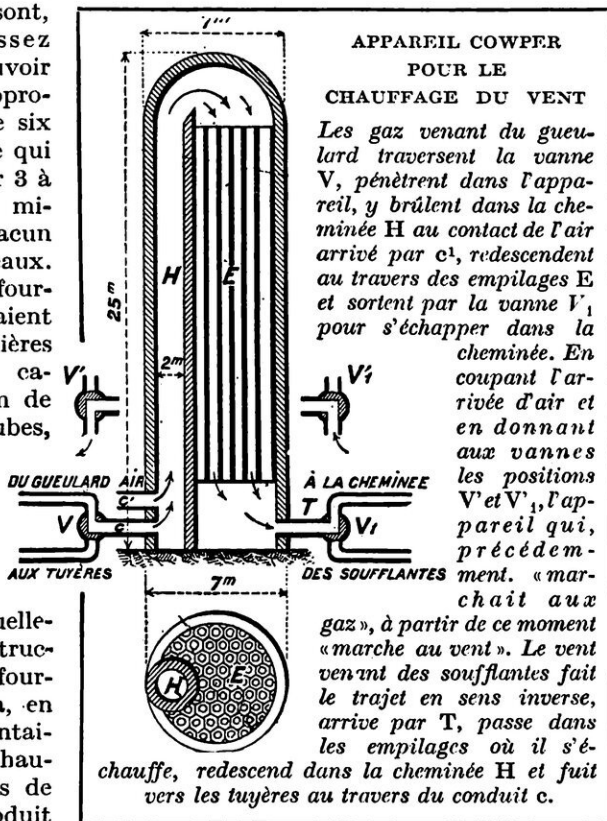 sont,
ssez
voir
ppro-
e six
e qui
r 3 à
mi-
acun
eaux.
four-
aient
ières
ca-
n de
ubes,
uelle-
truc-
four-
a, en
ntai-
hau-
s de
oduit
APPAREIL COWPER
POUR LE
CHAUFFAGE DU VENT
Les gaz venant du gueu-
lard traversent la vanne
V, pénètrent dans l'appa-
reil, y brûlent dans la che-
minée H au contact de l'air
arrivé par c¹, redescendent
au travers des empilages E
et sortent par la vanne V₁
pour s'échapper dans la
cheminée. En
coupant l'ar-
rivée d'air et
en donnant
aux vannes
les positions
V' et V'₁, l'ap-
pareil qui,
précédem-
ment. «mar-
chait aux
gaz», à partir de ce moment
«marche au vent». Le vent
venant des soufflantes fait
le trajet en sens inverse,
arrive par T, passe dans
les empilages où il s'é-
chauffe, redescend dans la cheminée H et fuit
vers les tuyères au travers du conduit c.
25m
H
E
2m
V'
V'₁
DU GUEULARD AIR
C'
V
c
AUX TUYÈRES
À LA CHEMINÉE
T
V₁
DES SOUFFLANTES
7m
H
E